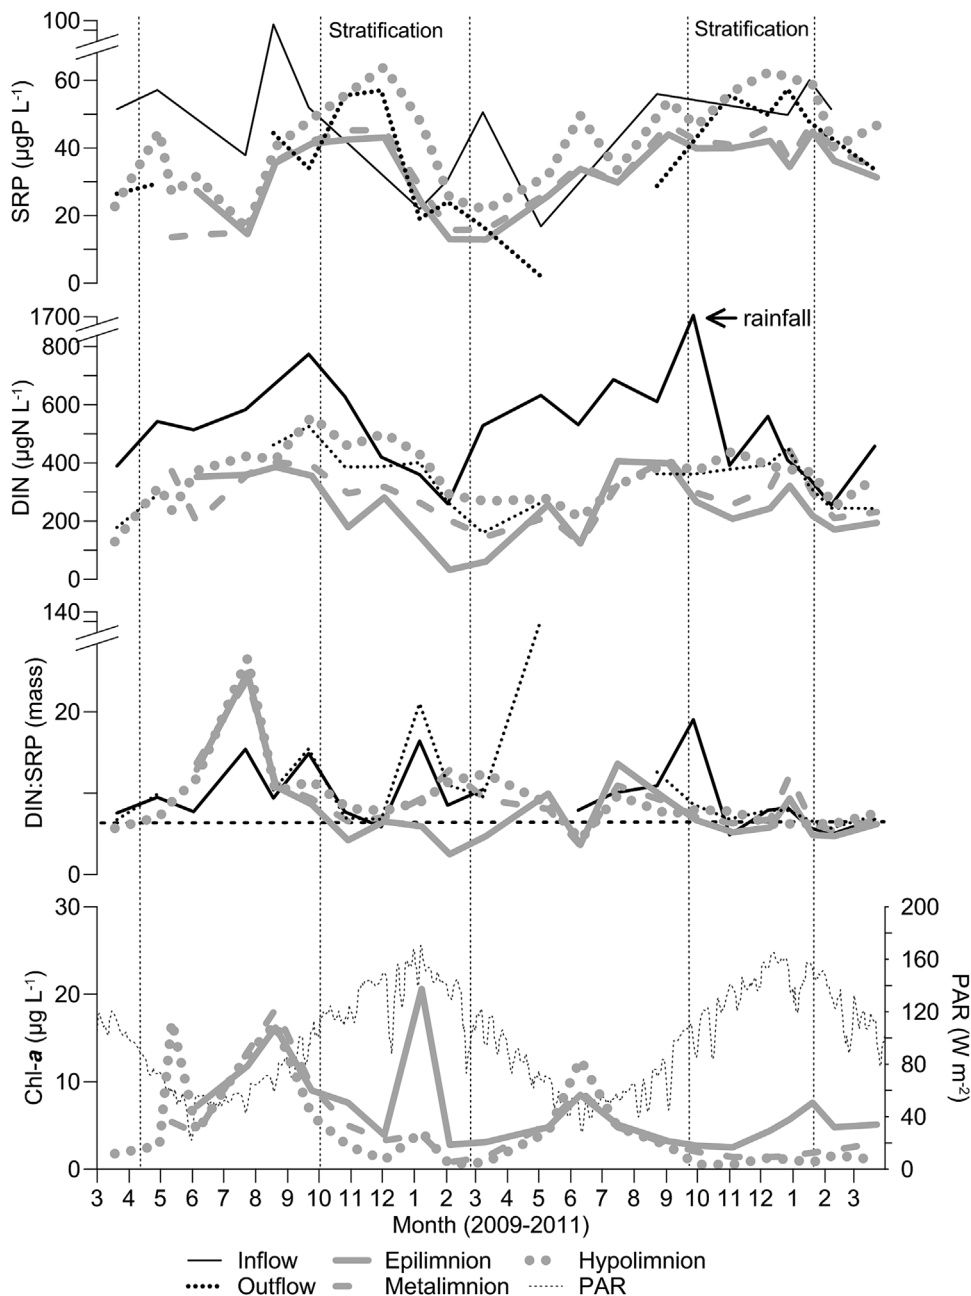 Stratification
Stratification
100
60
40
20
0
SRP (µgP L-1)
1700
800
600
400
200
0
DIN (µgN L-1)
rainfall
140
20
0
DIN:SRP (mass)
30
20
10
0
Chl-a (µg L-1)
200
160
120
80
40
0
PAR (W m-2)
3 4 5 6 7 8 9 10 11 12 1 2 3 4 5 6 7 8 9 10 11 12 1 2 3
Month (2009-2011)
Inflow Epilimnion Hypolimnion
Outflow Metalimnion PAR